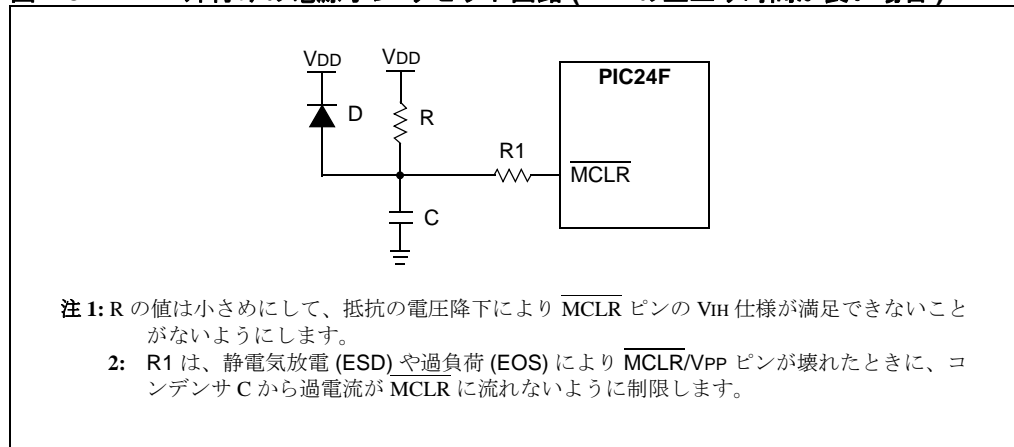 VDD VDD
PIC24F
D R
R1
MCLR
C
注 1: R の値は小さめにして、抵抗の電圧降下により MCLR ピンの VIH 仕様が満足できないこと
がないようにします。
2: R1 は、静電気放電 (ESD) や過負荷 (EOS) により MCLR/VPP ピンが壊れたときに、コ
ンデンサ C から過電流が MCLR に流れないように制限します。